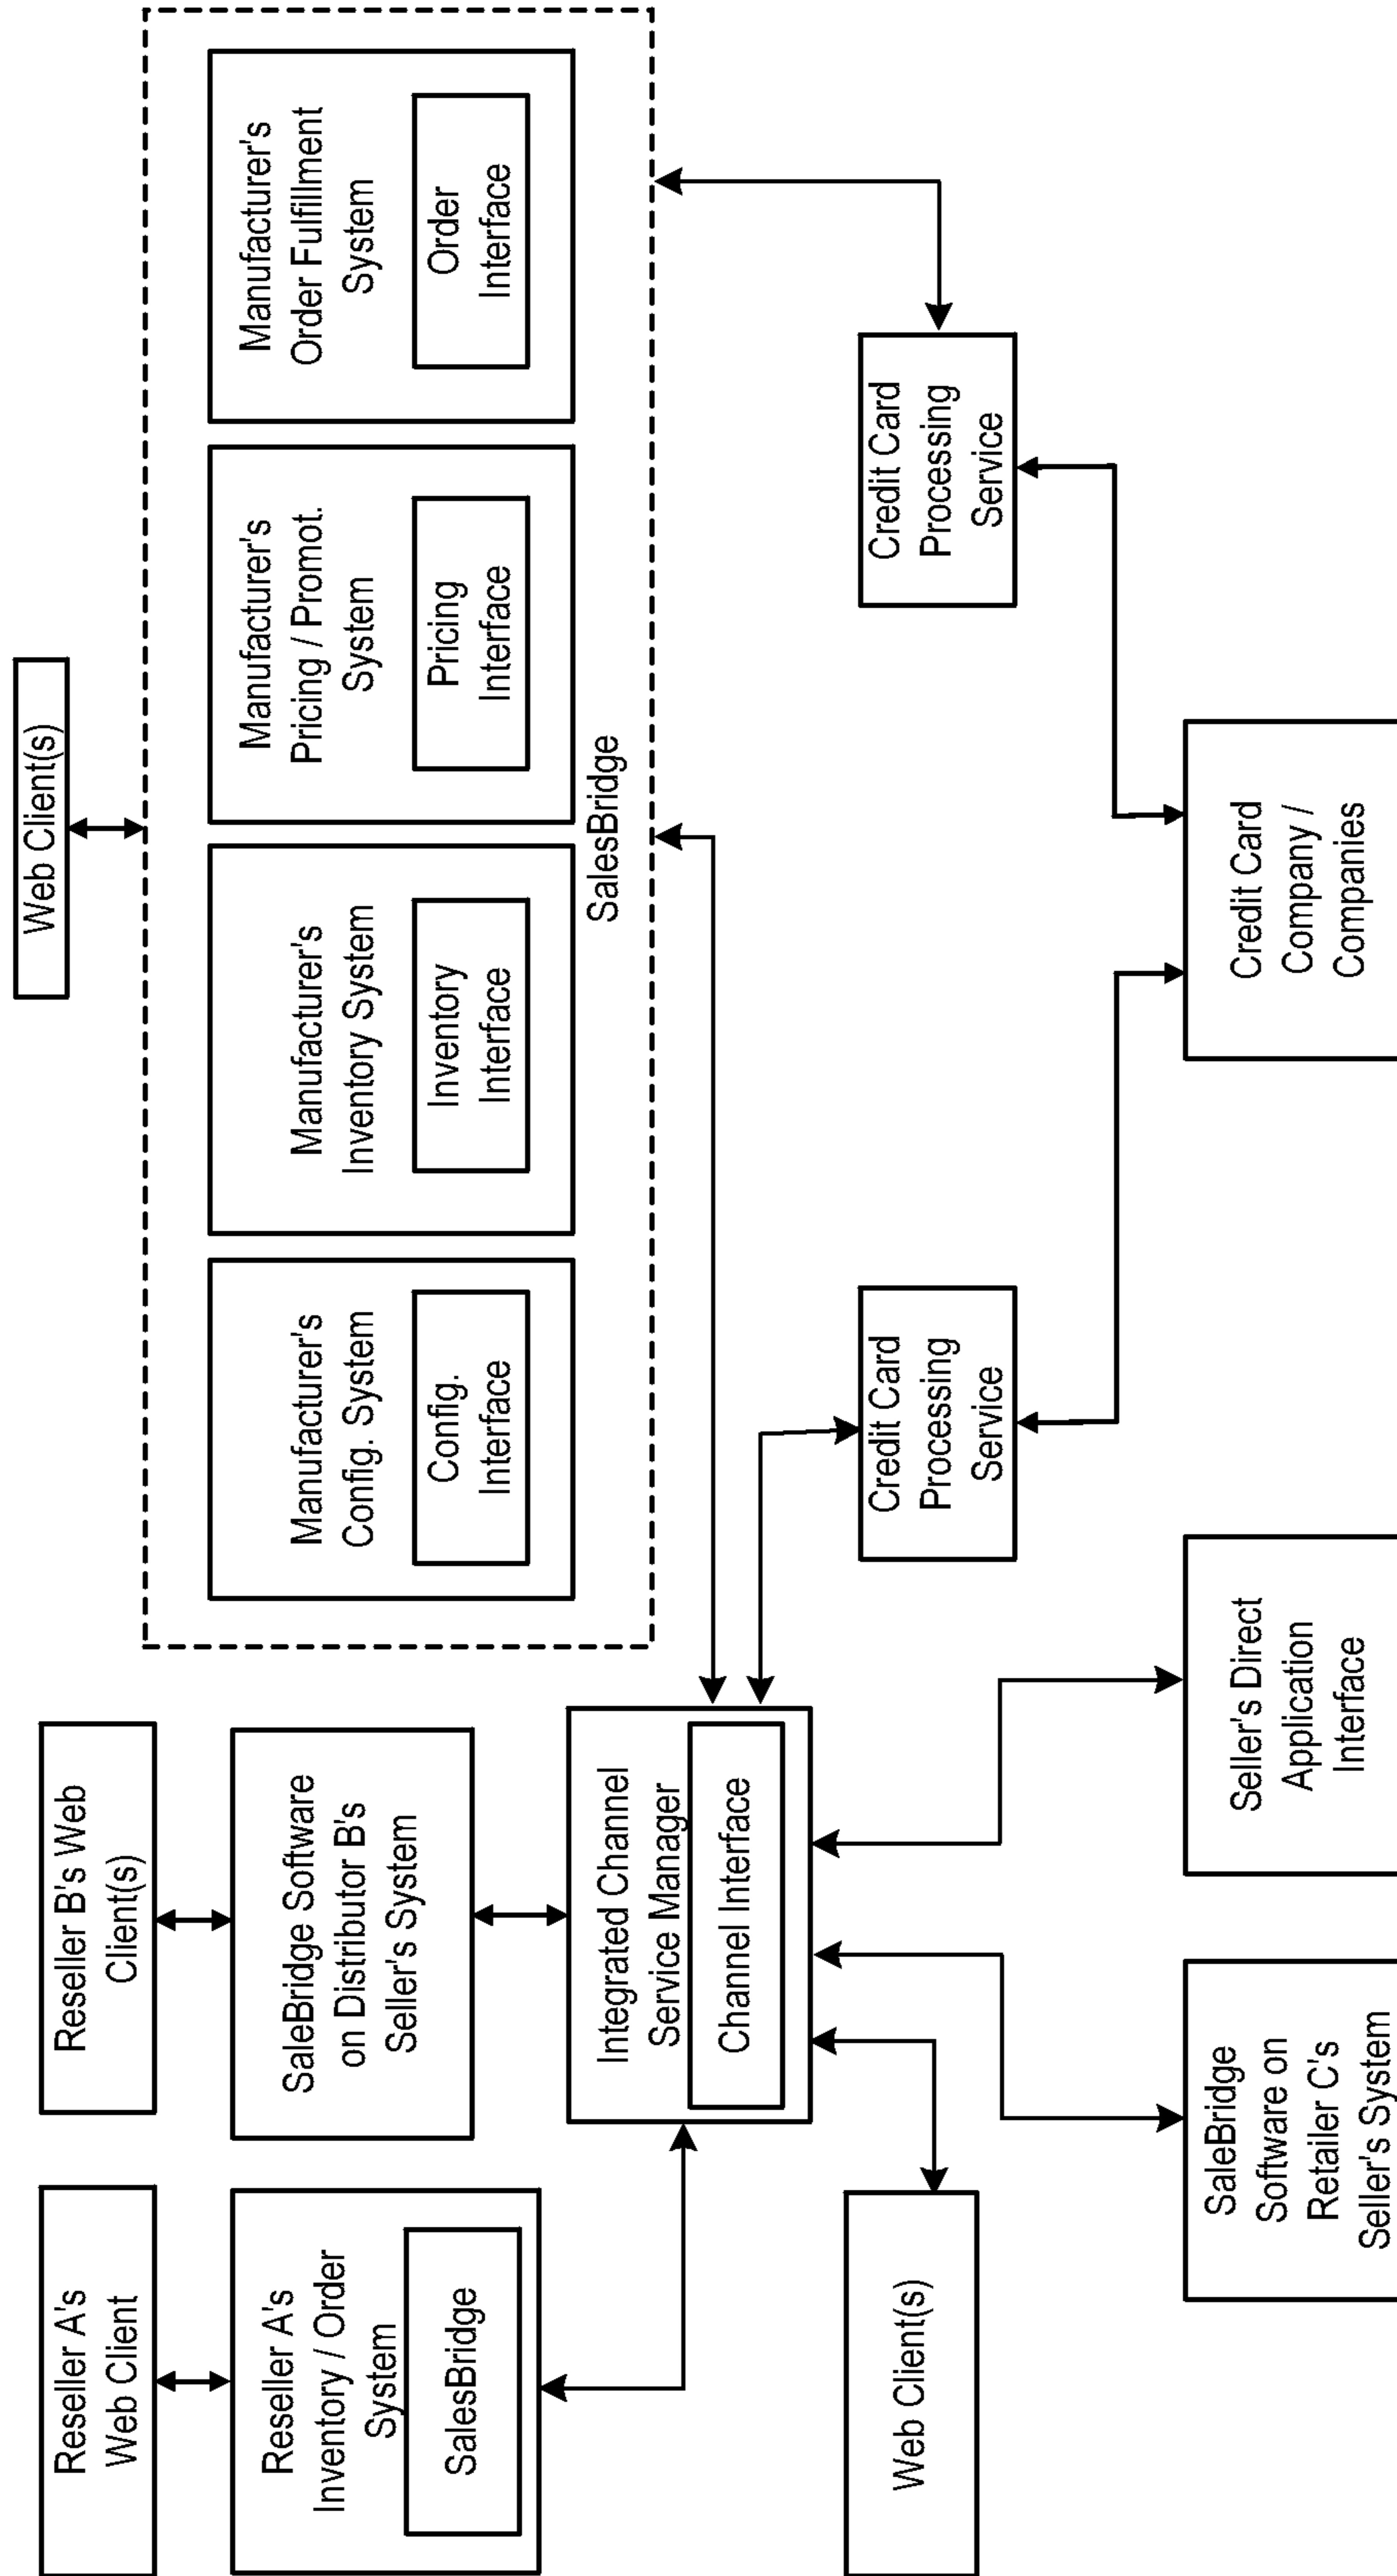 Reseller A's
Web Client
Reseller B's Web
Client(s)
Web Client(s)
Reseller A's
Inventory / Order
System
SalesBridge
SaleBridge Software
on Distributor B's
Seller's System
Manufacturer's
Config. System
Config.
Interface
Manufacturer's
Inventory System
Inventory
Interface
Manufacturer's
Pricing / Promot.
System
Pricing
Interface
Manufacturer's
Order Fulfillment
System
Order
Interface
SalesBridge
Integrated Channel
Service Manager
Channel Interface
Web Client(s)
Credit Card
Processing
Service
Credit Card
Processing
Service
SaleBridge
Software on
Retailer C's
Seller's System
Seller's Direct
Application
Interface
Credit Card
Company /
Companies